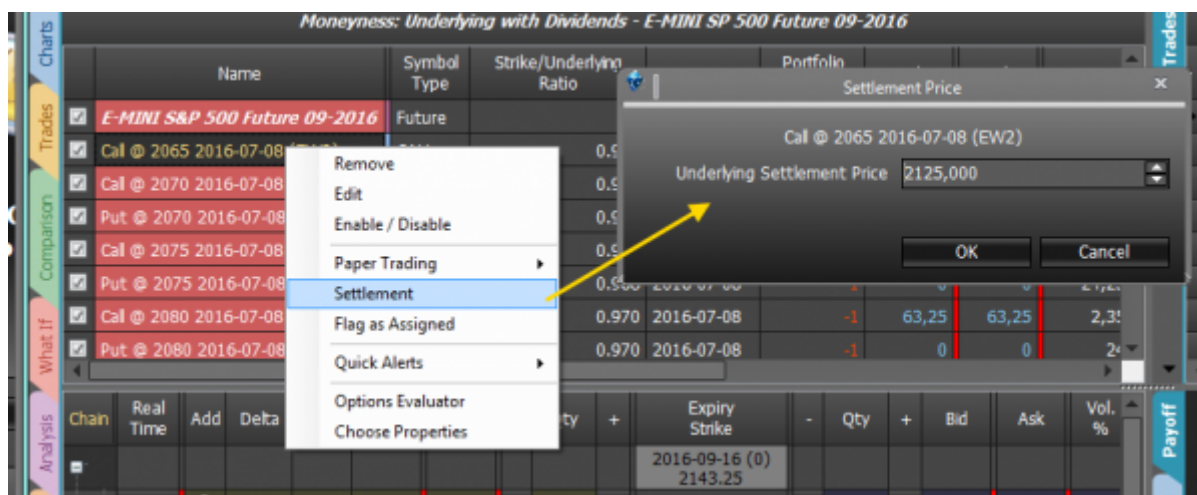 Moneyness: Underlying with Dividends - E-MINI SP 500 Future 09-2016
Charts
Trades
Comparison
What If
Analysis
Trades
Payoff
Name
Symbol Type
Strike/Underlying Ratio
Portfolio
E-MINI S&P 500 Future 09-2016 Future
Call @ 2065 2016-07-08
Call @ 2070 2016-07-08
Put @ 2070 2016-07-08
Call @ 2075 2016-07-08
Put @ 2075 2016-07-08
Call @ 2080 2016-07-08 0.970 2016-07-08 -1 63,25 63,25
Put @ 2080 2016-07-08 0.970 2016-07-08 -1 0 0
Remove
Edit
Enable / Disable
Paper Trading
Settlement
Flag as Assigned
Quick Alerts
Options Evaluator
Choose Properties
Settlement Price
Call @ 2065 2016-07-08 (EW2)
Underlying Settlement Price 2125,000
OK Cancel
Chain Real Time Add Delta + Expiry Strike - Qty + Bid Ask Vol. %
2016-09-16 (0)
2143.25